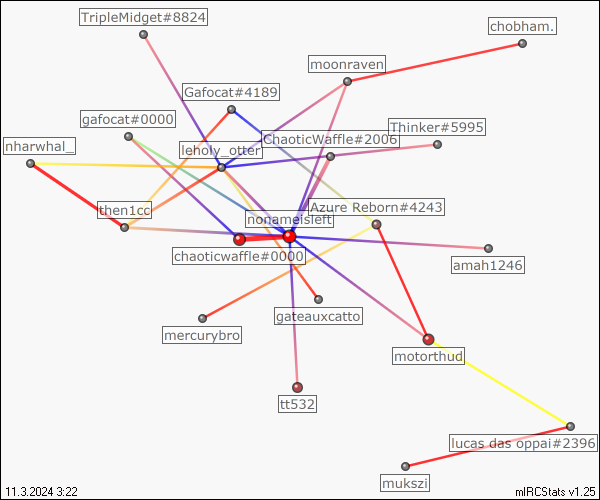 TripleMidget#8824
chobham.
moonraven
Gafocat#4189
gafocat#0000
Thinker#5995
ChaoticWaffle#2006
nharwhal_
leholy_otter
then1cc
Azure Reborn#4243
nonameisleft
chaoticwaffle#0000
amah1246
gateauxcatto
mercurybro
motorthud
tt532
lucas das oppai#2396
mukszi
11.3.2024 3:22
mIRCStats v1.25